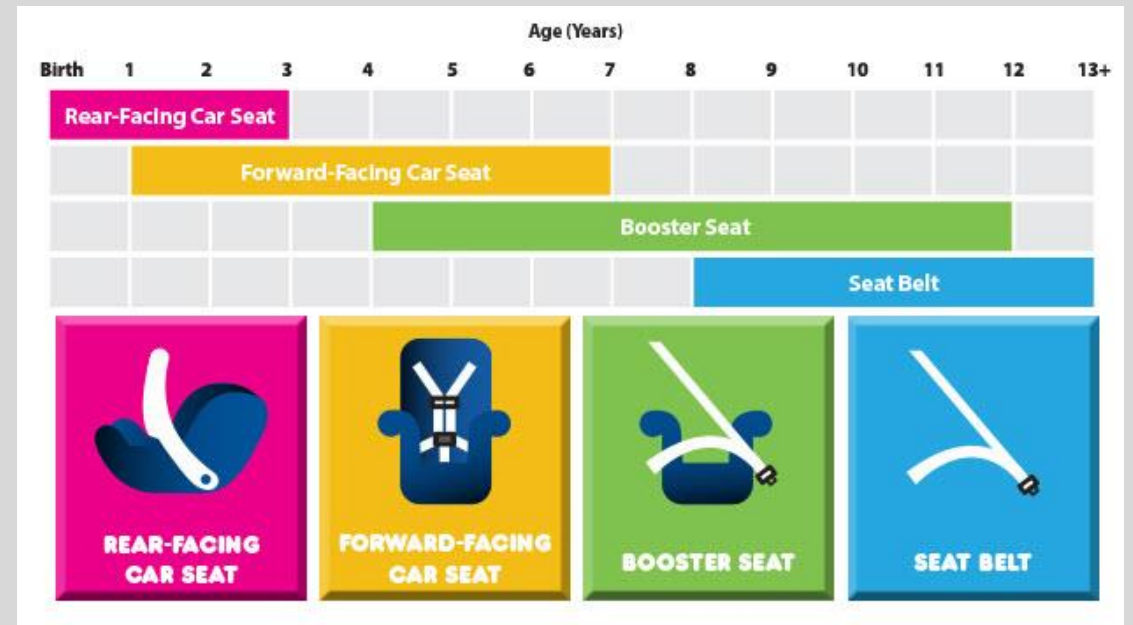 Age (Years)
Birth 1 2 3 4 5 6 7 8 9 10 11 12 13+
Rear-Facing Car Seat
Forward-Facing Car Seat
Booster Seat
Seat Belt
REAR-FACING
CAR SEAT
FORWARD-FACING
CAR SEAT
BOOSTER SEAT
SEAT BELT